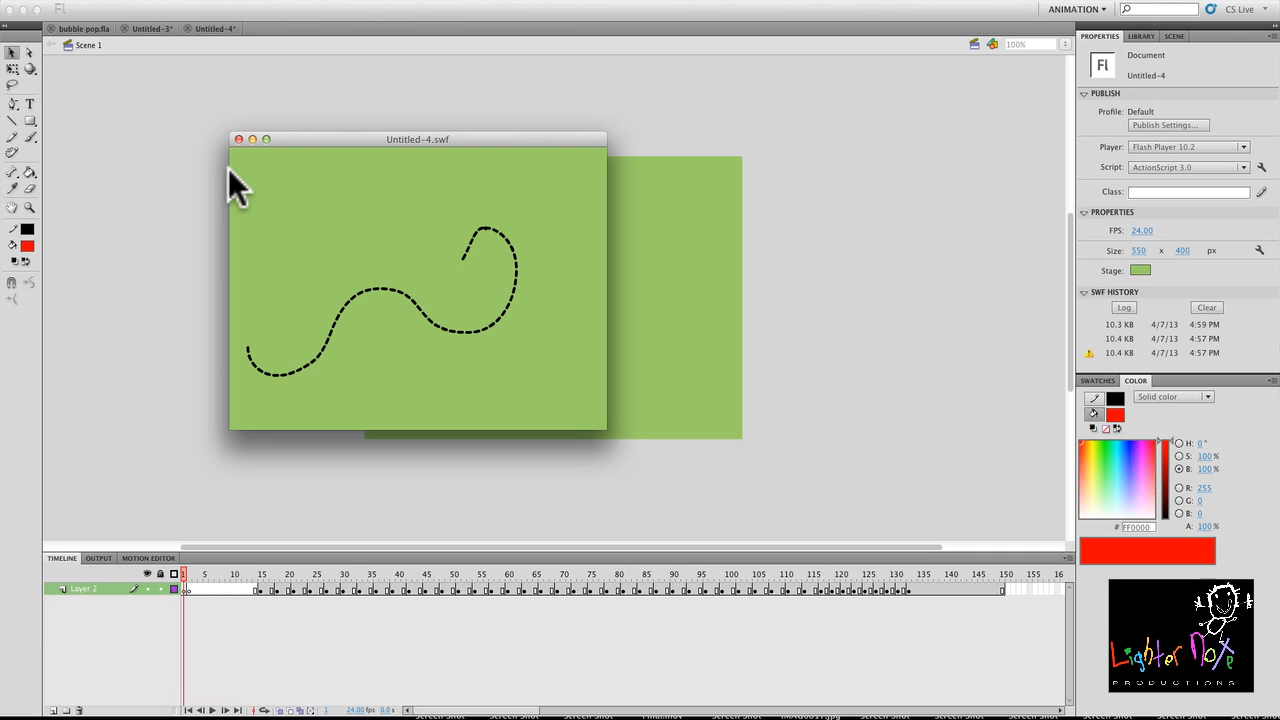 Fl
ANIMATION
CS Live
bubble pop.fla
Untitled-3*
Untitled-4*
Scene 1
100%
Untitled-4.swf
PROPERTIES
LIBRARY
SCENE
Fl
Document
Untitled-4
PUBLISH
Profile: Default
Publish Settings...
Player: Flash Player 10.2
Script: ActionScript 3.0
Class:
PROPERTIES
FPS: 24.00
Size: 550 x 400 px
Stage:
SWF HISTORY
Log Clear
10.3 KB 4/7/13 4:59 PM
10.4 KB 4/7/13 4:57 PM
10.4 KB 4/7/13 4:57 PM
SWATCHES COLOR
Solid color
H: 0 °
S: 100 %
B: 100 %
R: 255
G: 0
B: 0
# FF0000 A: 100 %
TIMELINE OUTPUT MOTION EDITOR
1 5 10 15 20 25 30 35 40 45 50 55 60 65 70 75 80 85 90 95 100 105 110 115 120 125 130 135 140 145 150 155 16
Layer 2
Lighter Noxe
PRODUCTIONS
1 24.00 fps 0.0 s